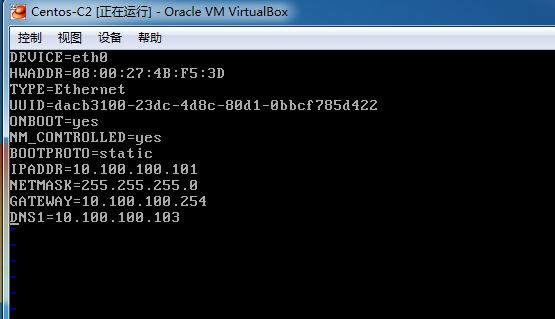 Centos-C2 [正在运行] - Oracle VM VirtualBox
控制 视图 设备 帮助
DEVICE=eth0
HWADDR=08:00:27:4B:F5:3D
TYPE=Ethernet
UUID=dacb3100-23dc-4d8c-80d1-0bbcf785d422
ONBOOT=yes
NM_CONTROLLED=yes
BOOTPROTO=static
IPADDR=10.100.100.101
NETMASK=255.255.255.0
GATEWAY=10.100.100.254
DNS1=10.100.100.103
~
~
~
~
~
~